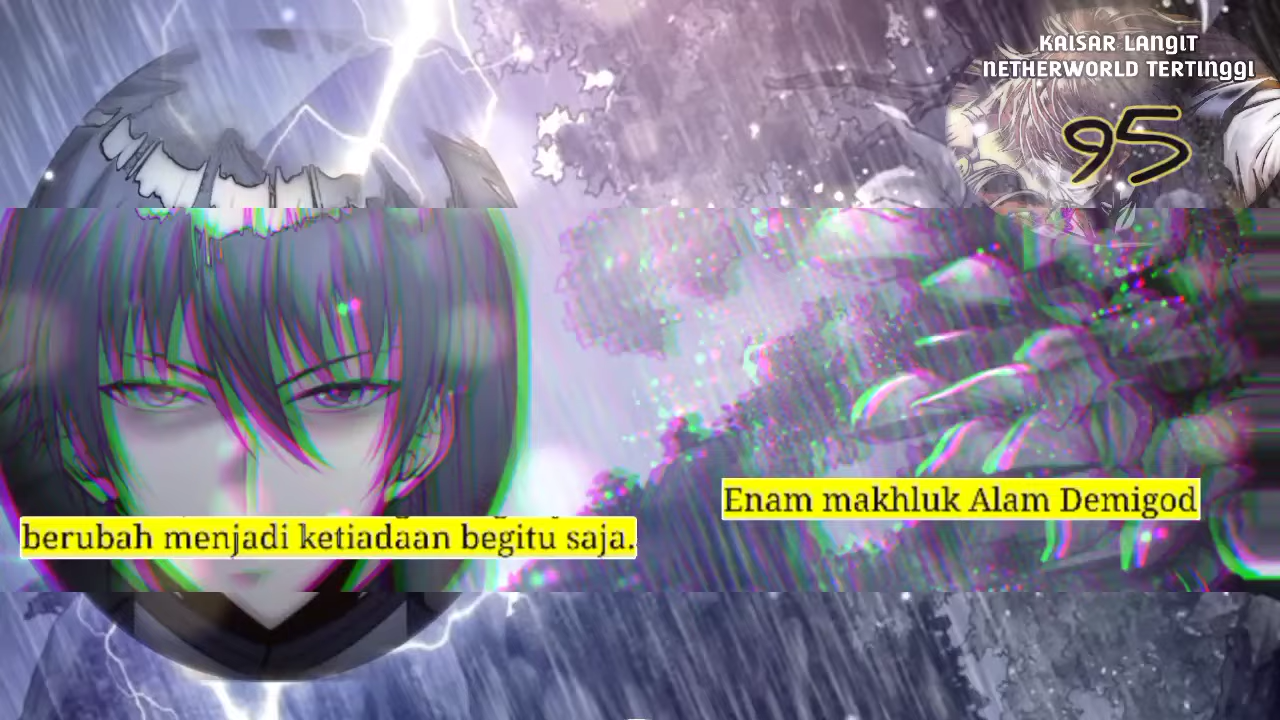 KAISAR LANGIT
NETHERWORLD TERTINGGI
95
Enam makhluk Alam Demigod
berubah menjadi ketiadaan begitu saja.